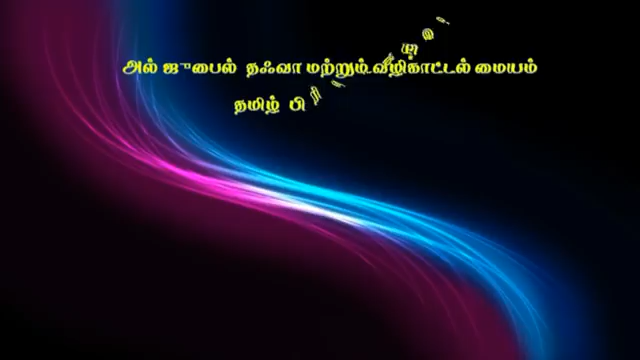 அல் ஜுபைல் தஃவா மற்றும் வழிகாட்டல் மையம்
தமிழ்